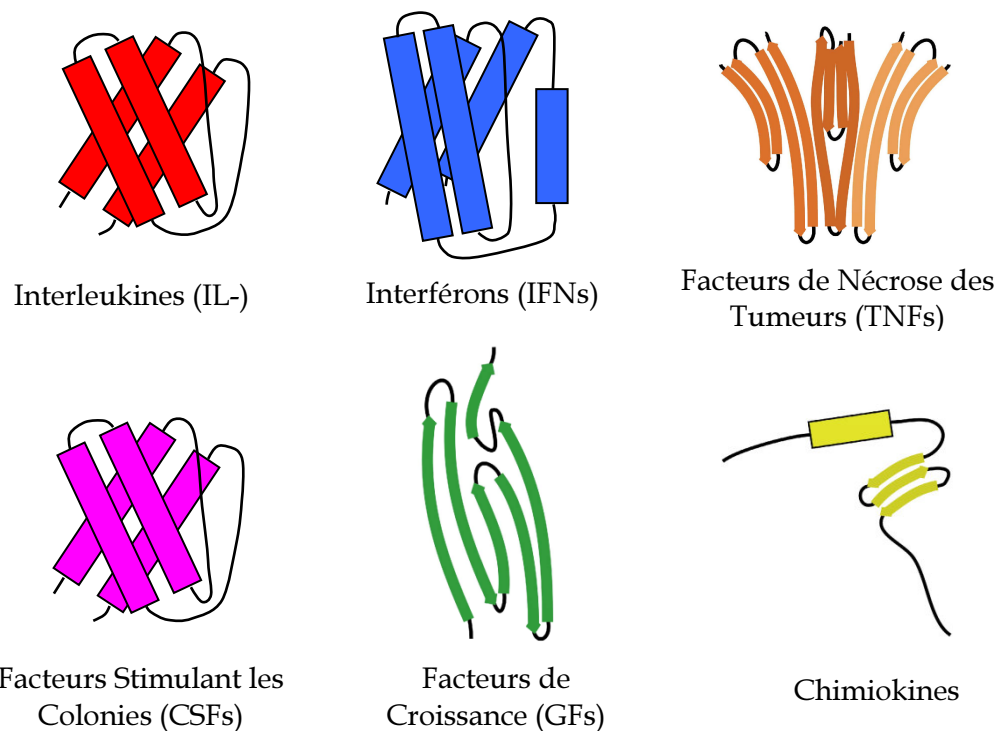 Interleukines (IL-)
Interférons (IFNs)
Facteurs de Nécrose des
Tumeurs (TNFs)
Facteurs Stimulant les
Colonies (CSFs)
Facteurs de
Croissance (GFs)
Chimiokines